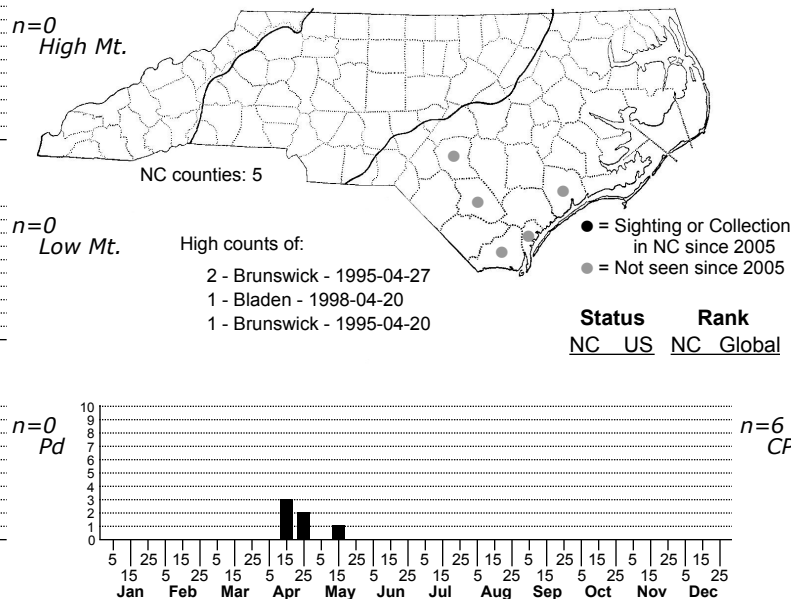 n=0
High Mt.
NC counties: 5
n=0
Low Mt.
High counts of:
2 - Brunswick - 1995-04-27
1 - Bladen - 1998-04-20
1 - Brunswick - 1995-04-20
= Sighting or Collection
in NC since 2005
= Not seen since 2005
Status Rank
NC US NC Global
n=0
Pd
10
9
8
7
6
5
4
3
2
1
0
n=6
CP
5 25 15 5 25 15 5 25 15 5 25 15 5 25 15 5 25 15
15 5 25 15 5 25 15 5 25 15 5 25 15 5 25 15 5 25
Jan Feb Mar Apr May Jun Jul Aug Sep Oct Nov Dec